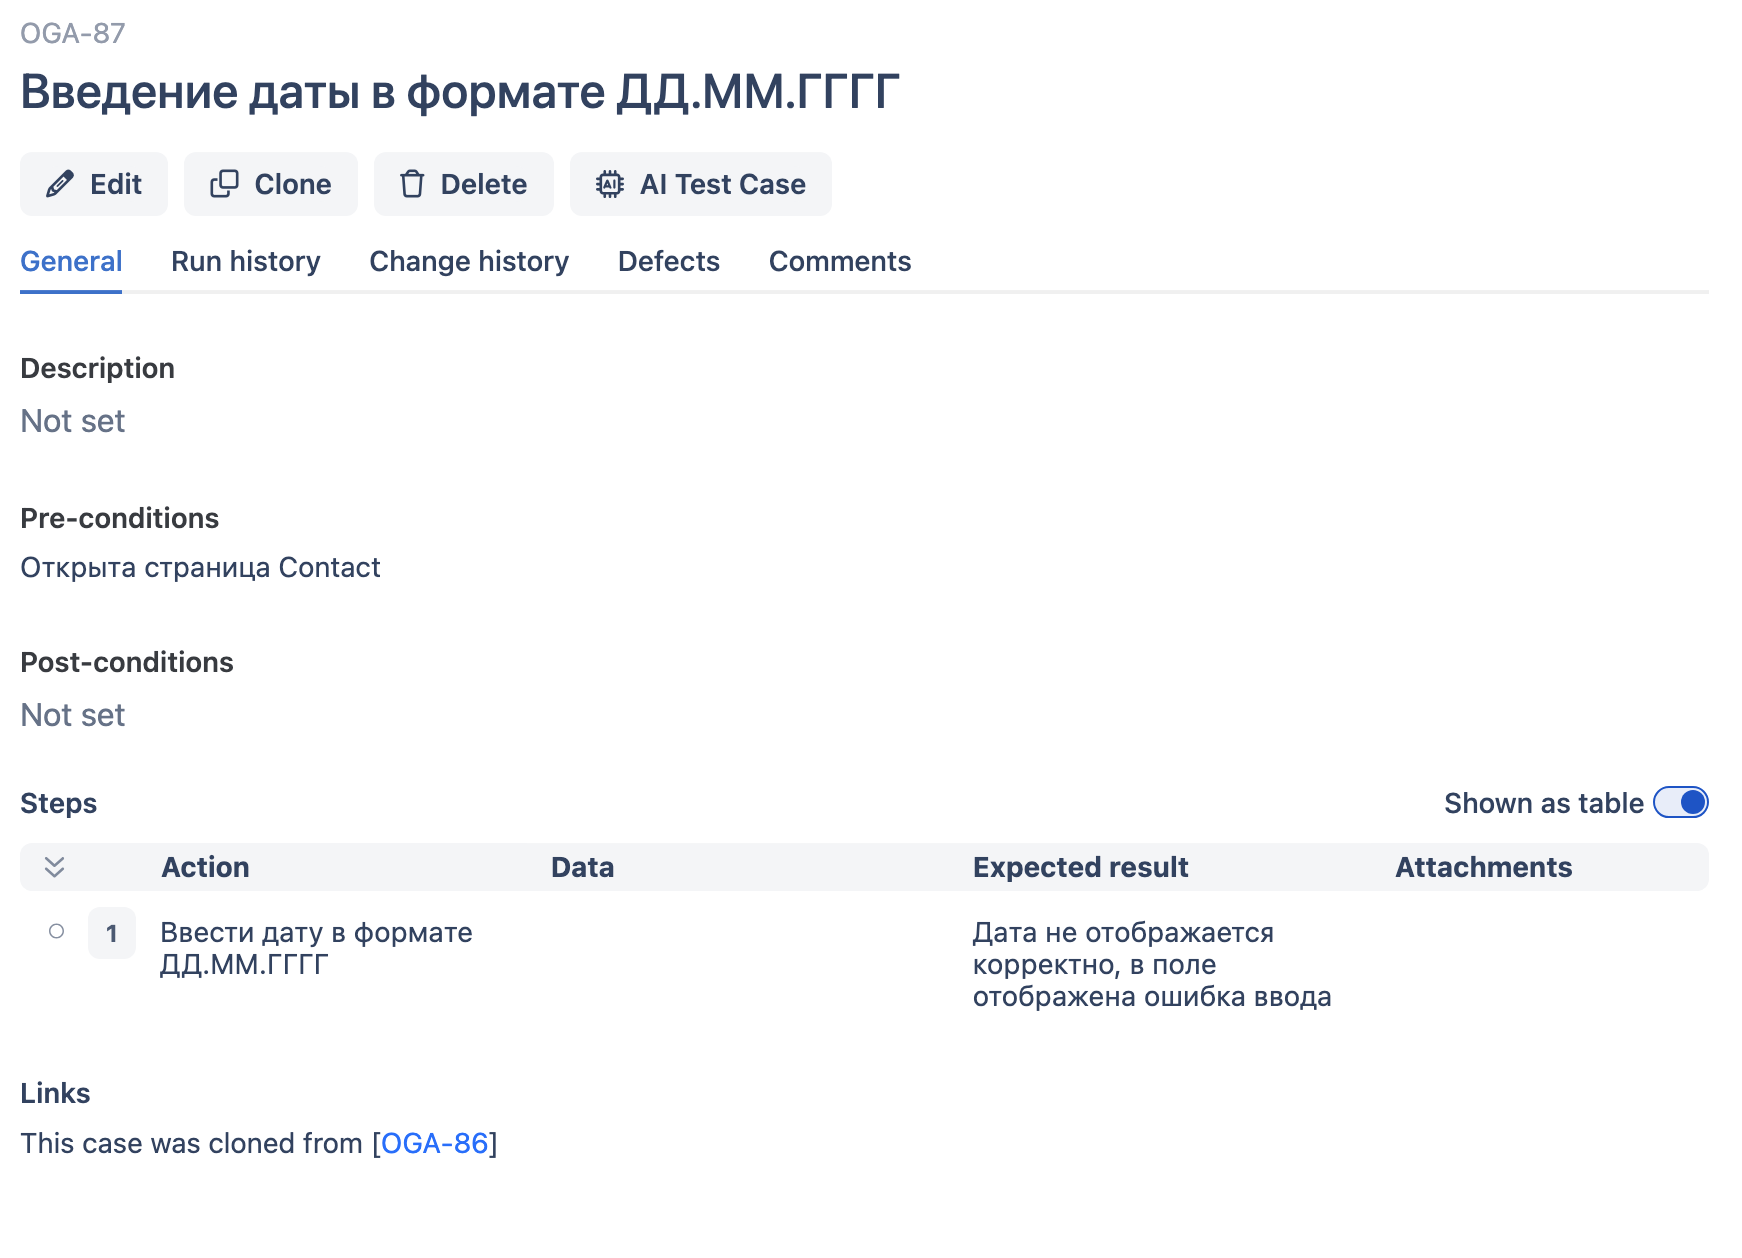 OGA-87
Введение даты в формате ДД.ММ.ГГГГ
Edit
Clone
Delete
AI Test Case
General
Run history
Change history
Defects
Comments
Description
Not set
Pre-conditions
Открыта страница Contact
Post-conditions
Not set
Steps
Shown as table
Action
Data
Expected result
Attachments
1
Ввести дату в формате
ДД.ММ.ГГГГ
Дата не отображается
корректно, в поле
отображена ошибка ввода
Links
This case was cloned from [OGA-86]